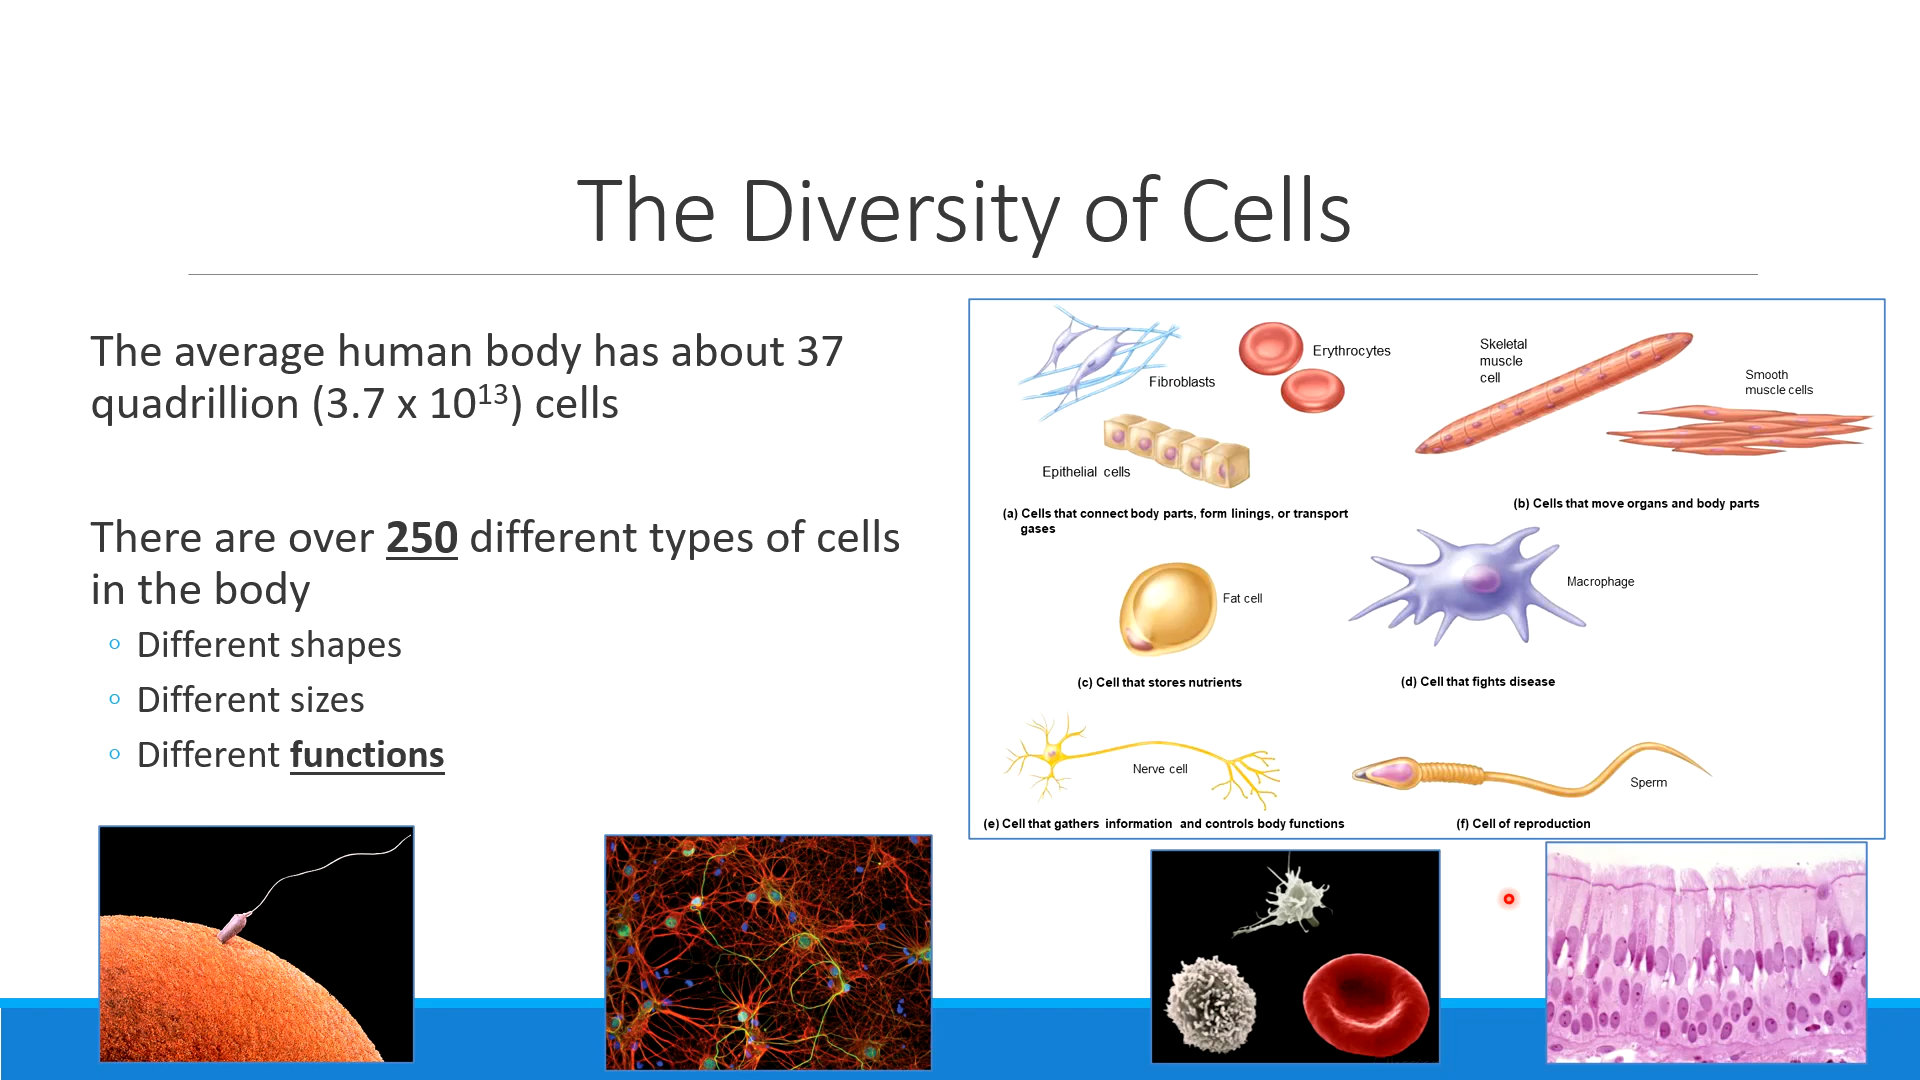 The Diversity of Cells
The average human body has about 37
quadrillion (3.7 x 10¹³) cells
There are over 250 different types of cells
in the body
◦ Different shapes
◦ Different sizes
◦ Different functions
Fibroblasts
Erythrocytes
Epithelial cells
(a) Cells that connect body parts, form linings, or transport
gases
Skeletal
muscle
cell
Smooth
muscle cells
(b) Cells that move organs and body parts
Fat cell
(c) Cell that stores nutrients
Macrophage
(d) Cell that fights disease
Nerve cell
(e) Cell that gathers information and controls body functions
Sperm
(f) Cell of reproduction